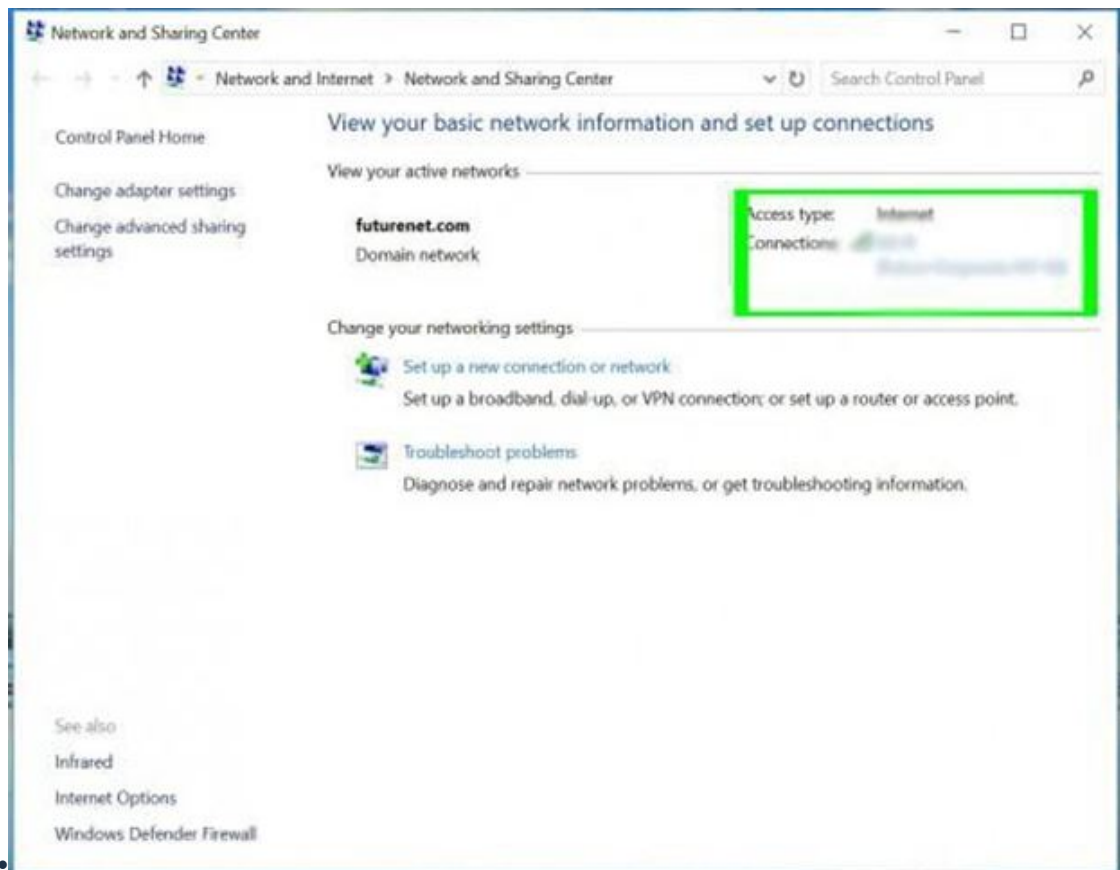 Network and Sharing Center
Network and Internet > Network and Sharing Center
Search Control Panel
Control Panel Home
Change adapter settings
Change advanced sharing
settings
View your basic network information and set up connections
View your active networks
futurenet.com
Domain network
Access type: Internet
Connections:
Change your networking settings
Set up a new connection or network
Set up a broadband, dial-up, or VPN connection; or set up a router or access point.
Troubleshoot problems
Diagnose and repair network problems, or get troubleshooting information.
See also
Infrared
Internet Options
Windows Defender Firewall